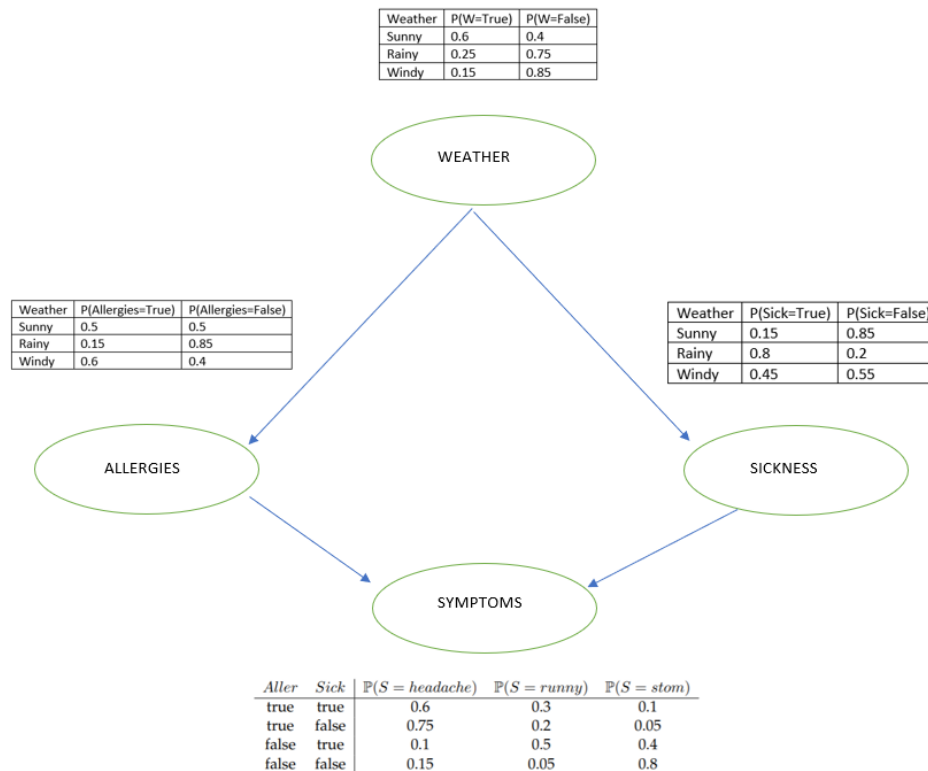 Weather P(W=True) P(W=False)
Sunny 0.6 0.4
Rainy 0.25 0.75
Windy 0.15 0.85
WEATHER
Weather P(Allergies=True) P(Allergies=False)
Sunny 0.5 0.5
Rainy 0.15 0.85
Windy 0.6 0.4
Weather P(Sick=True) P(Sick=False)
Sunny 0.15 0.85
Rainy 0.8 0.2
Windy 0.45 0.55
ALLERGIES
SICKNESS
SYMPTOMS
Aller Sick ℙ(S = headache) ℙ(S = runny) ℙ(S = stom)
true true 0.6 0.3 0.1
true false 0.75 0.2 0.05
false true 0.1 0.5 0.4
false false 0.15 0.05 0.8